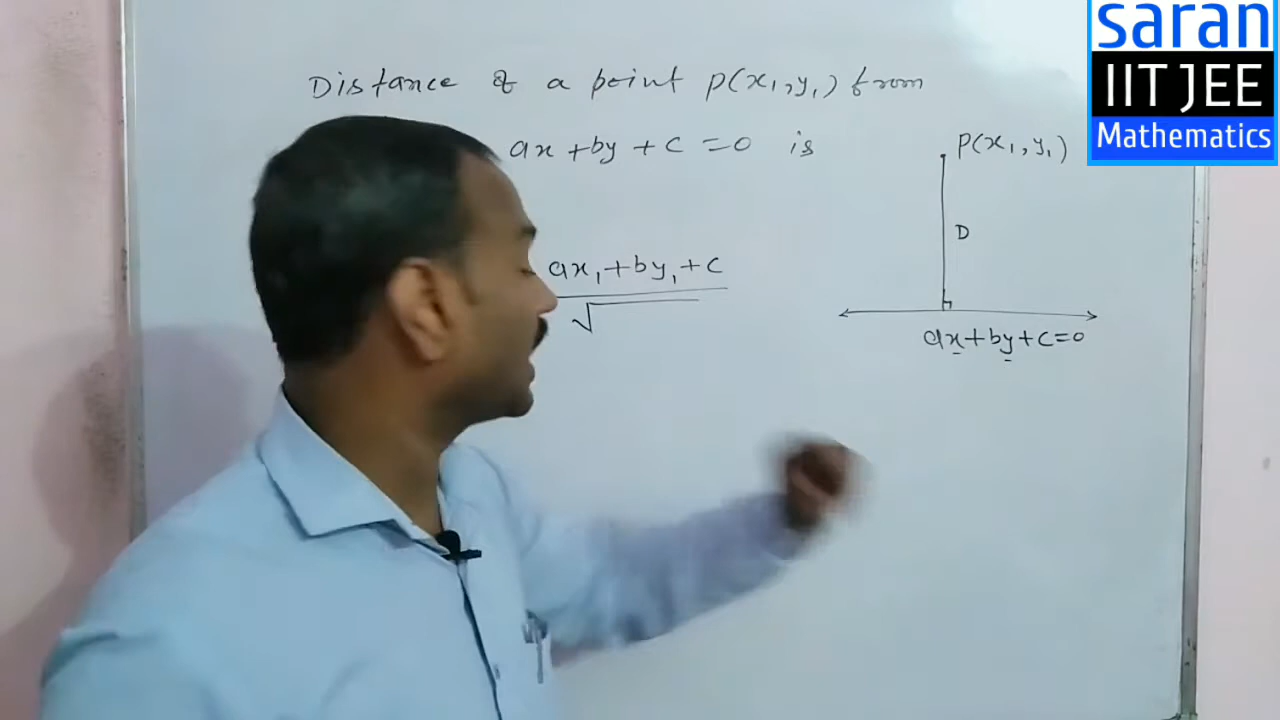 saran
IIT JEE
Mathematics
Distance of a point P(x₁,y₁) from
ax+by+c=0 is
ax₁+by₁+c
√
P(x₁,y₁)
D
ax+by+c=0